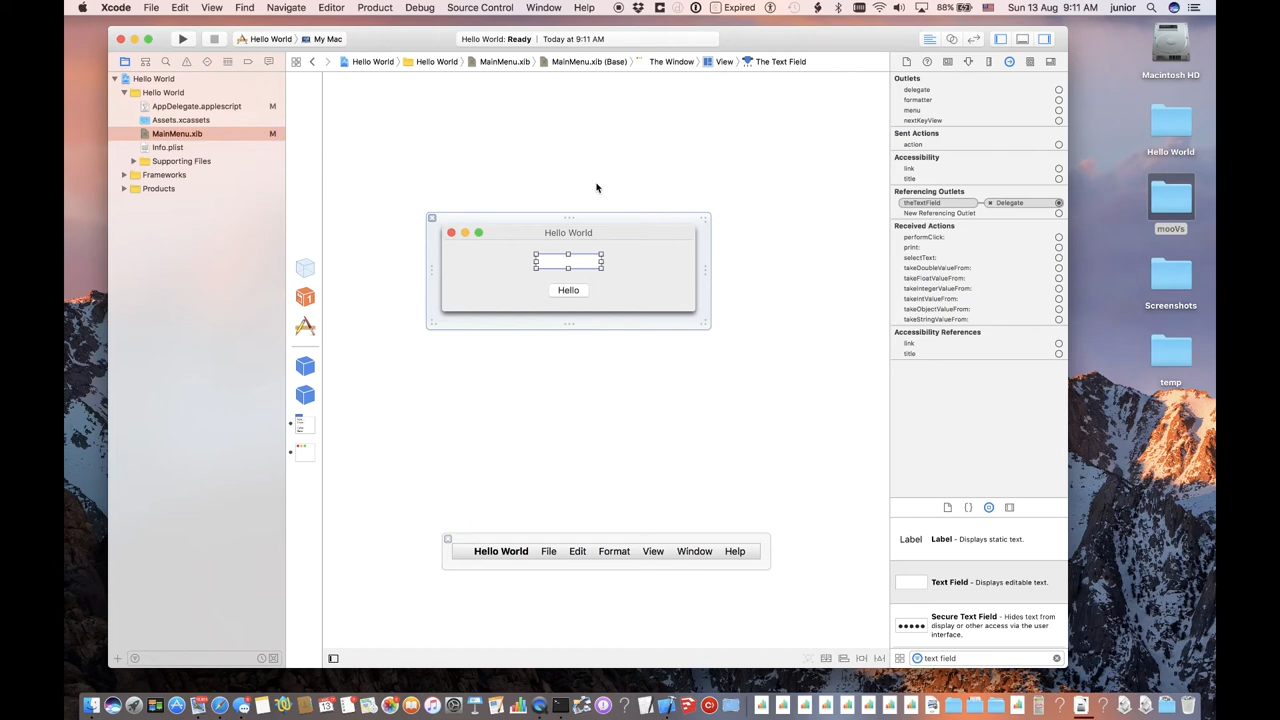 Xcode File Edit View Find Navigate Editor Product Debug Source Control Window Help Expired 88% Sun 13 Aug 9:11 AM junior
Hello World My Mac Hello World: Ready Today at 9:11 AM
Hello World Hello World MainMenu.xib MainMenu.xib (Base) The Window View The Text Field
Hello World
Hello World
AppDelegate.applescript M
Assets.xcassets
MainMenu.xib M
Info.plist
Supporting Files
Frameworks
Products
Hello World
Hello
Hello World File Edit Format View Window Help
Outlets
delegate
formatter
menu
nextKeyView
Sent Actions
action
Accessibility
link
title
Referencing Outlets
theTextField Delegate
New Referencing Outlet
Received Actions
performClick:
print:
selectText:
takeDoubleValueFrom:
takeFloatValueFrom:
takeIntegerValueFrom:
takeIntValueFrom:
takeObjectValueFrom:
takeStringValueFrom:
Accessibility References
link
title
Label Label - Displays static text.
Text Field - Displays editable text.
Secure Text Field - Hides text from
display or other access via the user
interface.
text field
Macintosh HD
Hello World
mooVs
Screenshots
temp